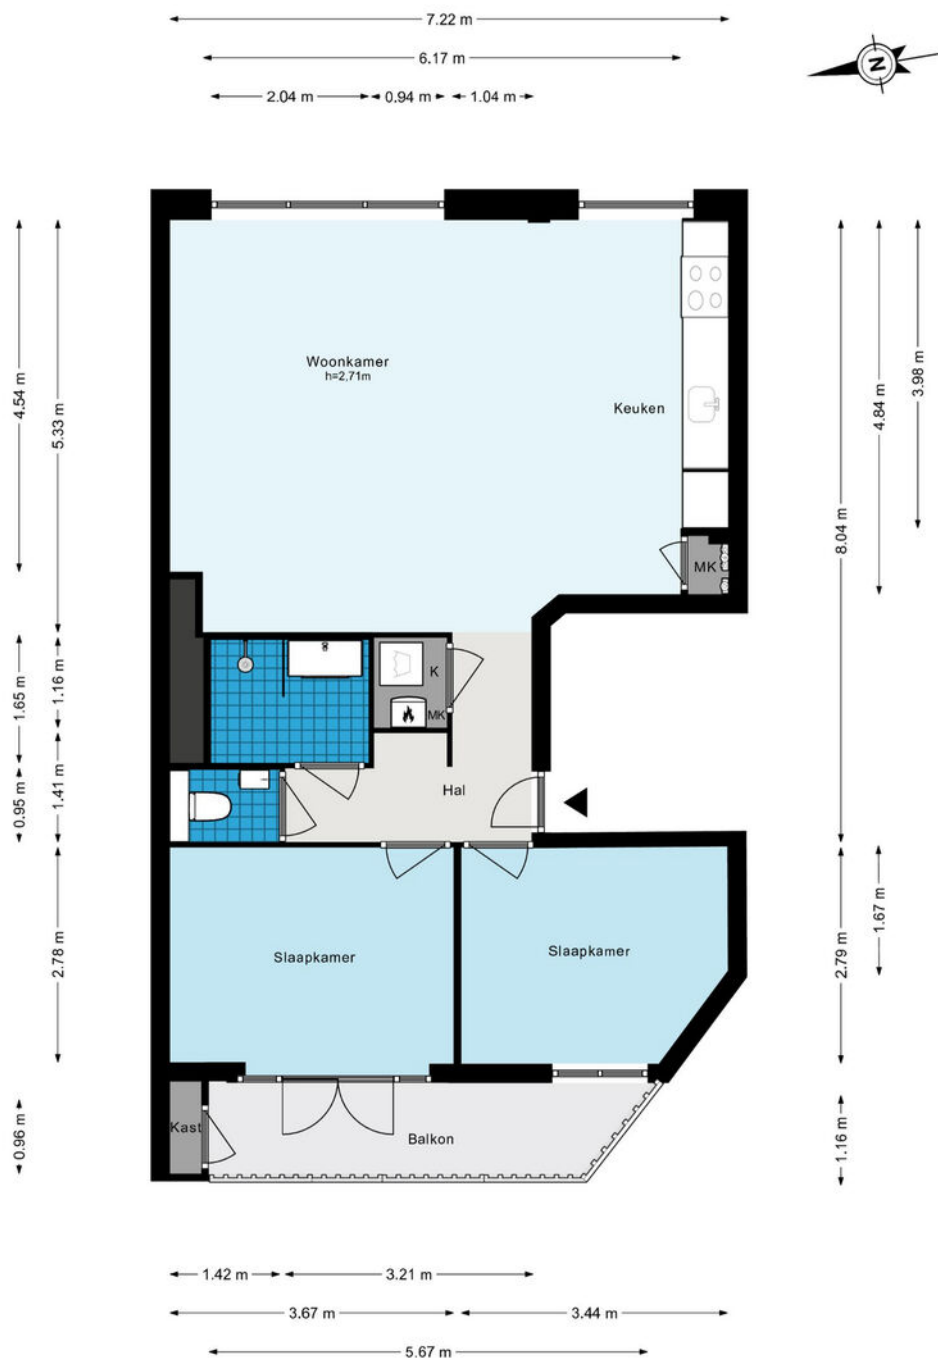 7.22 m
6.17 m
2.04 m
0.94 m
1.04 m
N
4.54 m
5.33 m
Woonkamer
h=2,71m
Keuken
3.98 m
4.84 m
8.04 m
MK
1.65 m
1.16 m
K
MK
0.95 m
1.41 m
Hal
2.78 m
Slaapkamer
Slaapkamer
2.79 m
1.67 m
0.96 m
Kast
Balkon
1.16 m
1.42 m
3.21 m
3.67 m
3.44 m
5.67 m